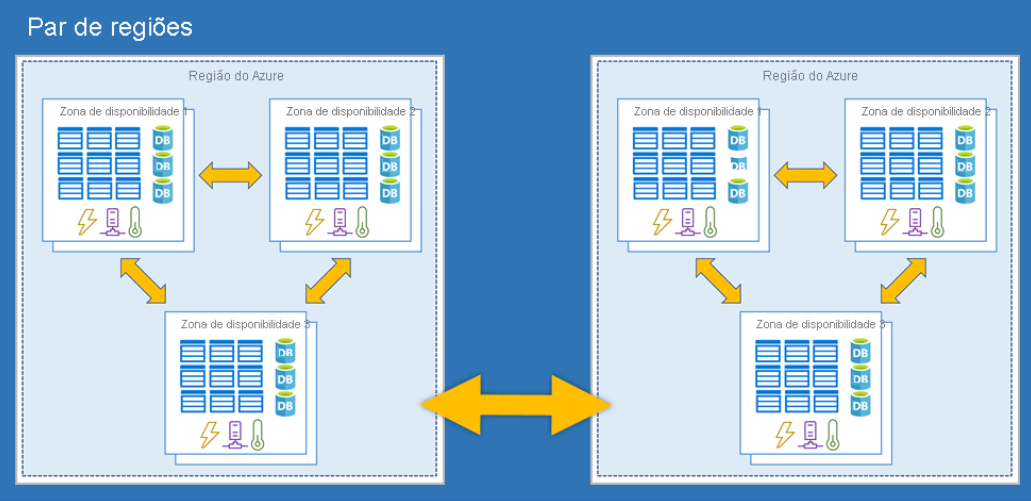 Par de regiões
Região do Azure
Zona de disponibilidade 1
Zona de disponibilidade 2
DB
DB
DB
DB
DB
DB
Zona de disponibilidade 3
DB
DB
DB
Região do Azure
Zona de disponibilidade 1
Zona de disponibilidade 2
DB
DB
DB
DB
DB
DB
Zona de disponibilidade 3
DB
DB
DB